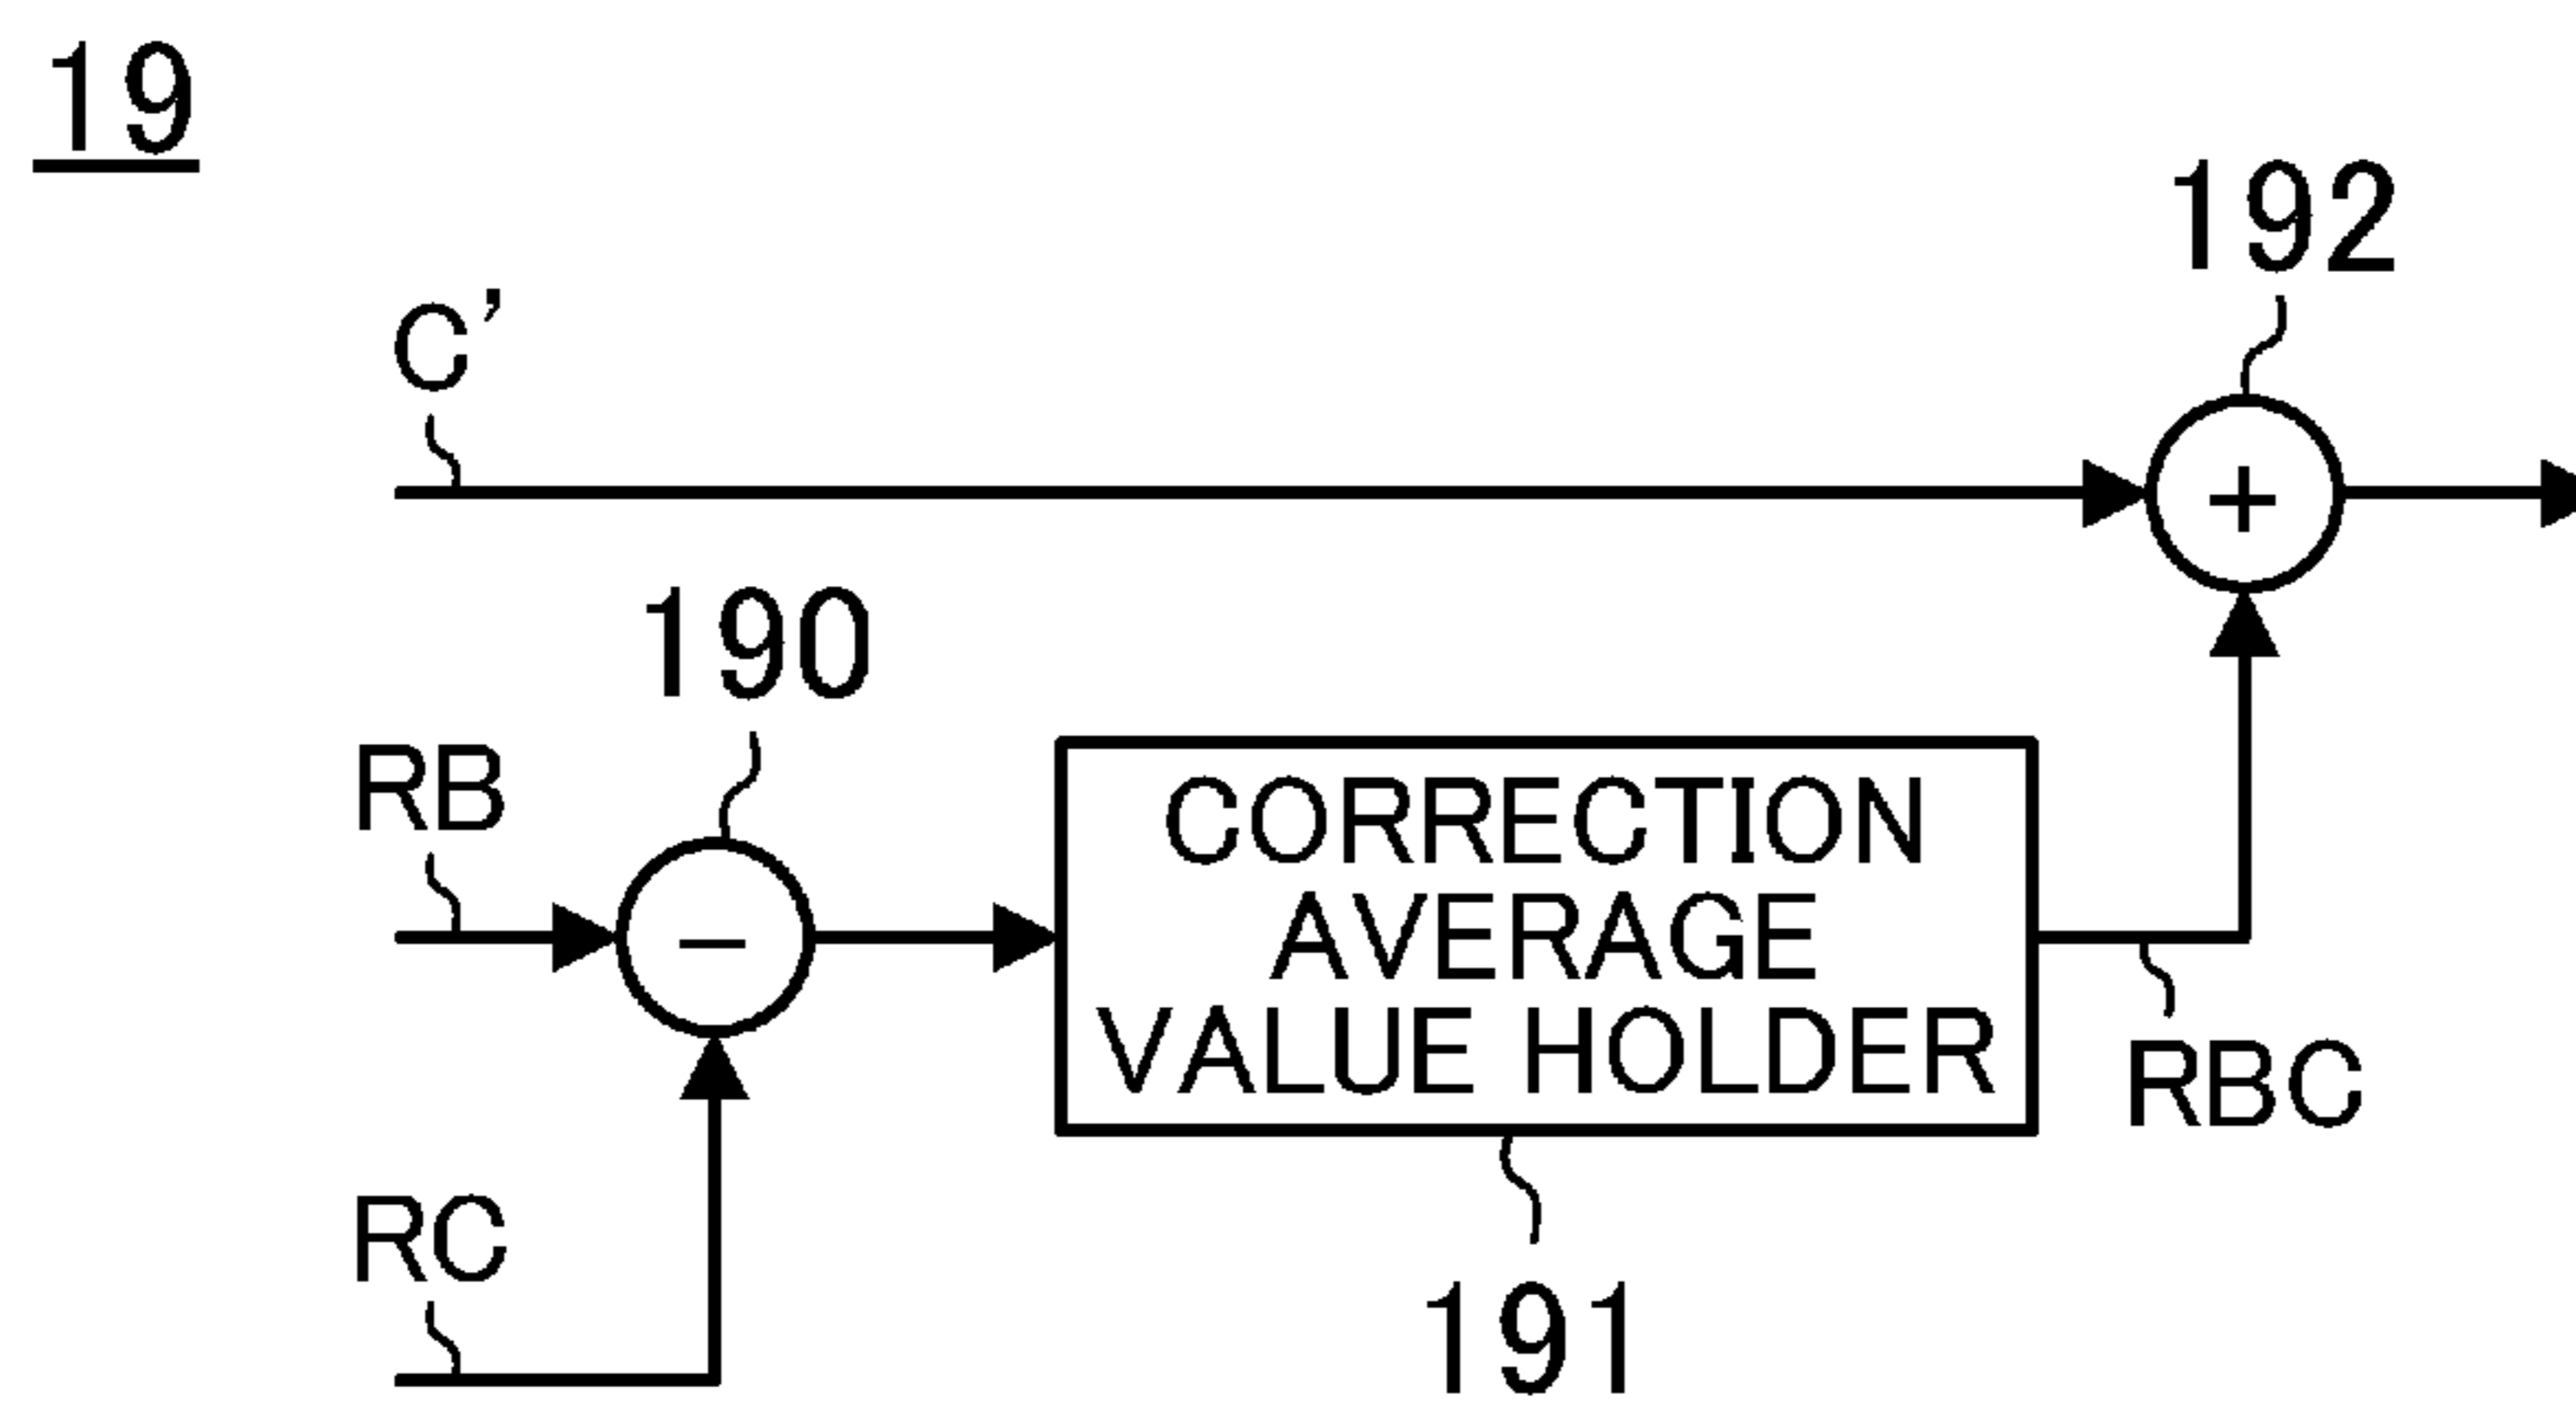 19
192
C'
+
190
RB
−
CORRECTION
AVERAGE
VALUE HOLDER
RBC
RC
191